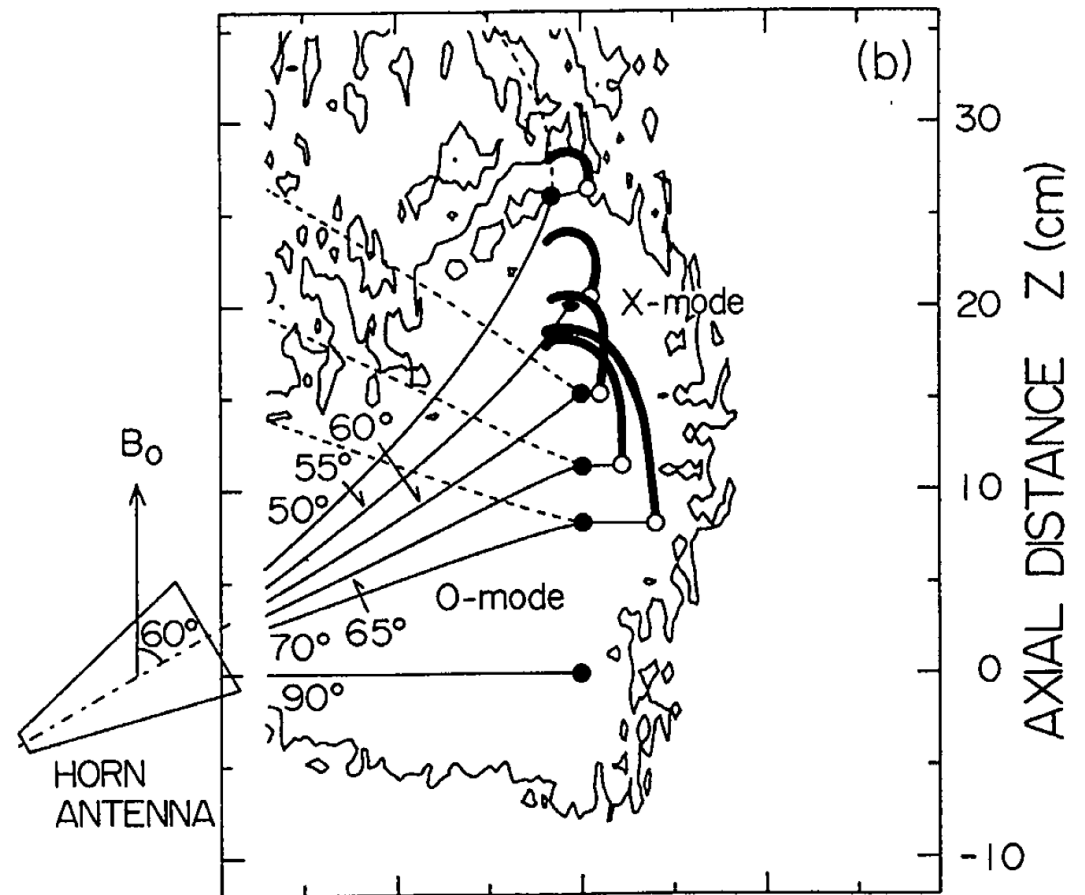 (b)
30
20
10
0
-10
AXIAL DISTANCE Z (cm)
X-mode
B₀
60°
55°
50°
60°
O-mode
65°
70°
90°
HORN
ANTENNA